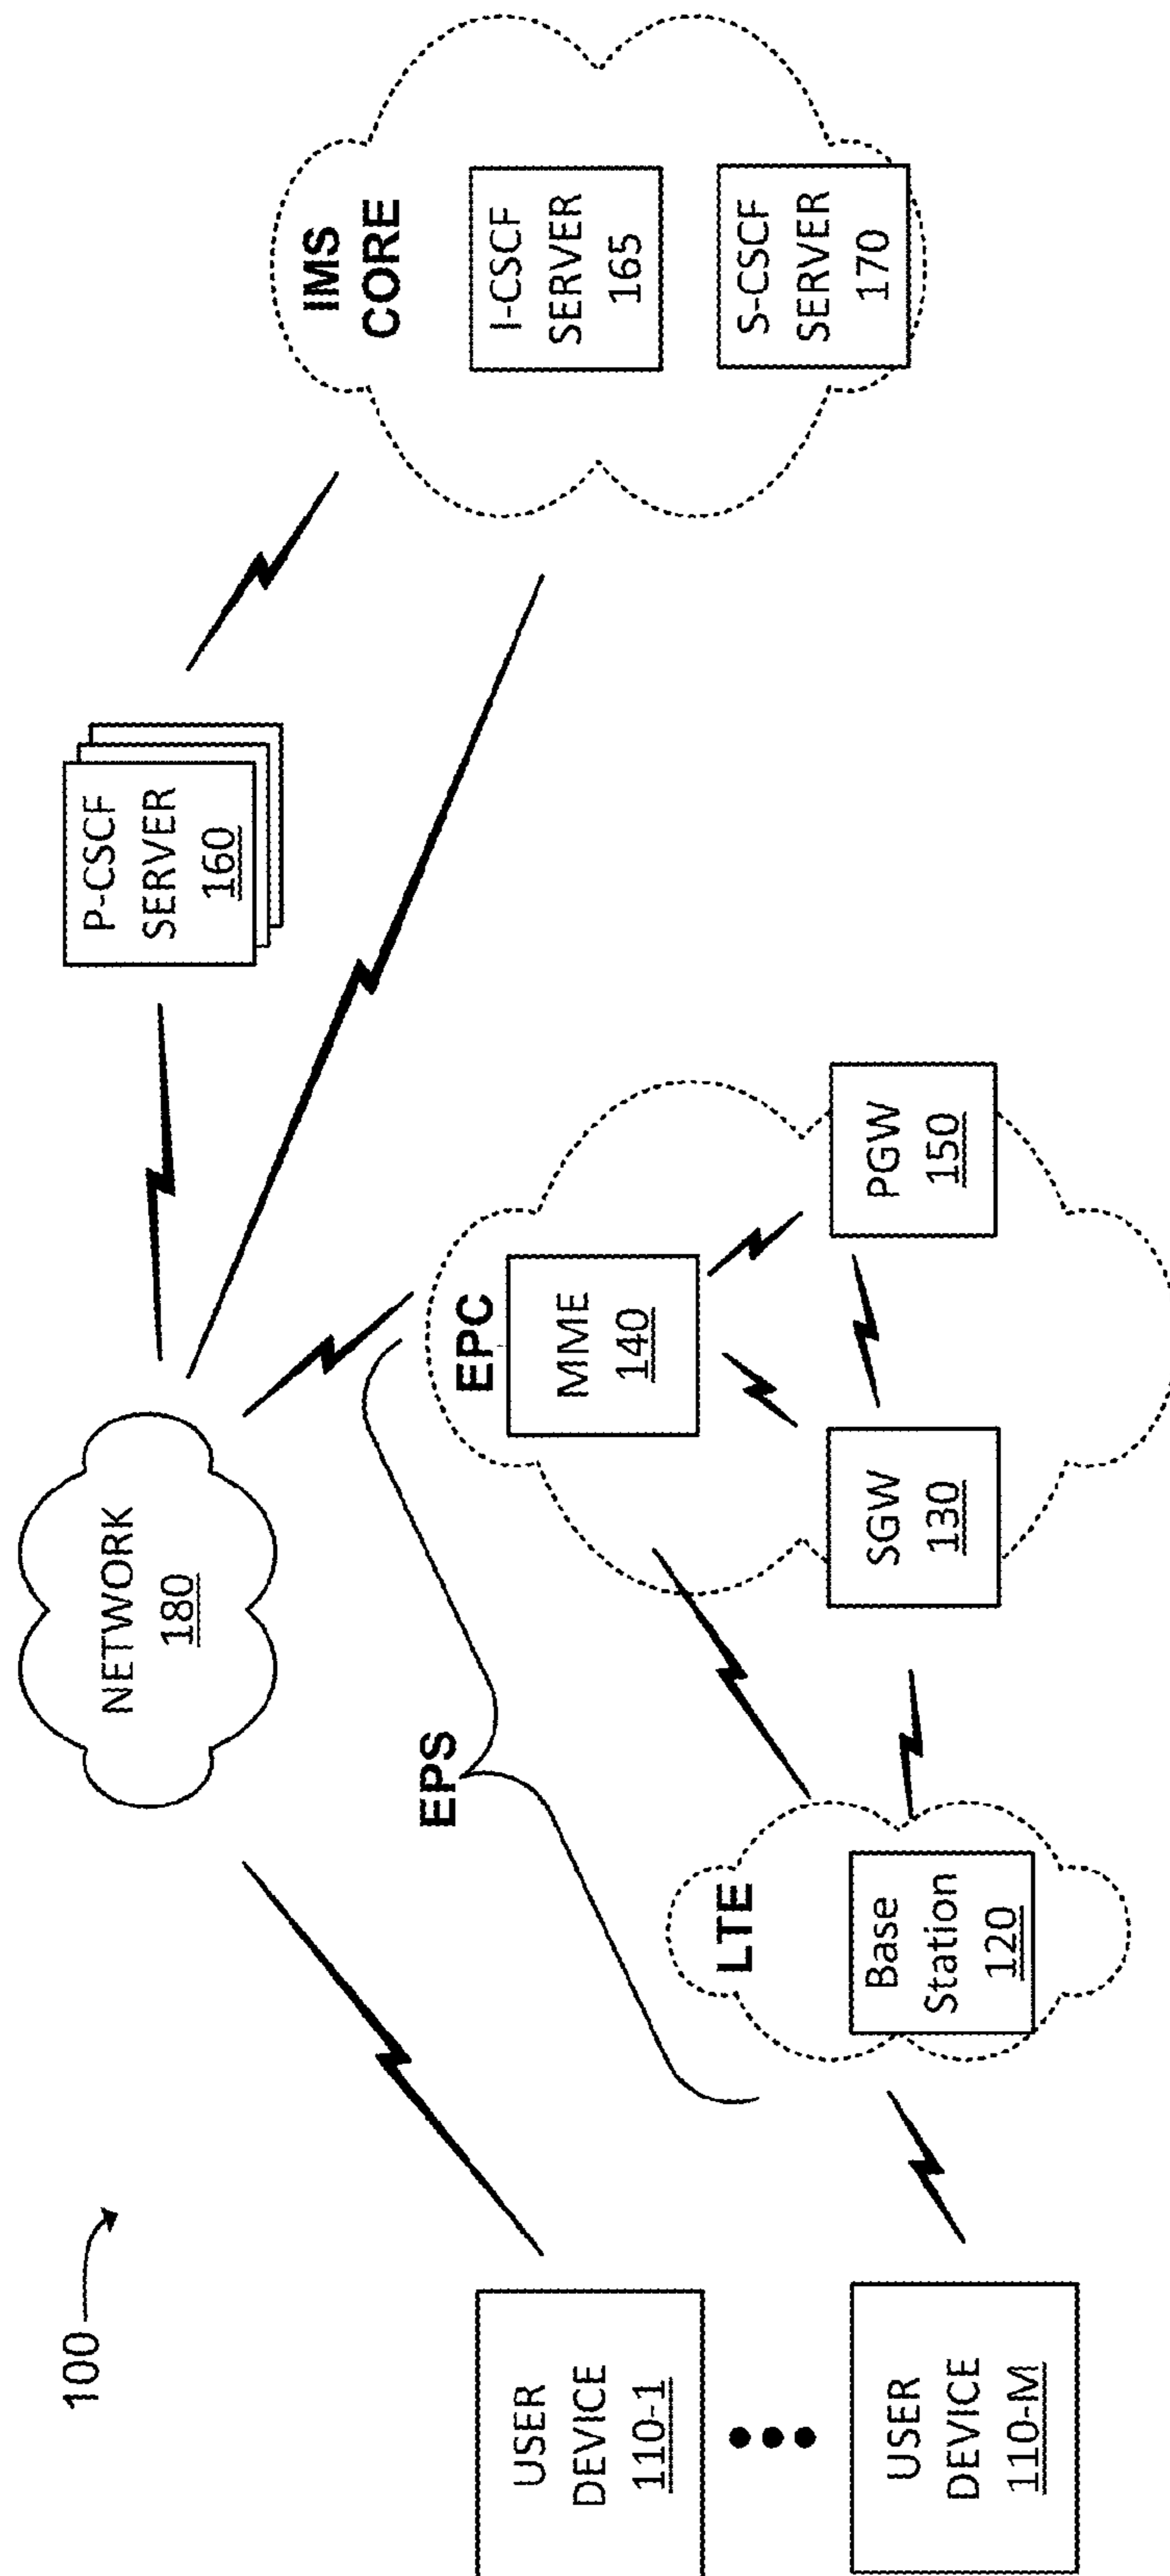 100
USER
DEVICE
110-1
USER
DEVICE
110-M
NETWORK
180
EPS
LTE
Base
Station
120
EPC
MME
140
SGW
130
PGW
150
P-CSCF
SERVER
160
IMS
CORE
I-CSCF
SERVER
165
S-CSCF
SERVER
170